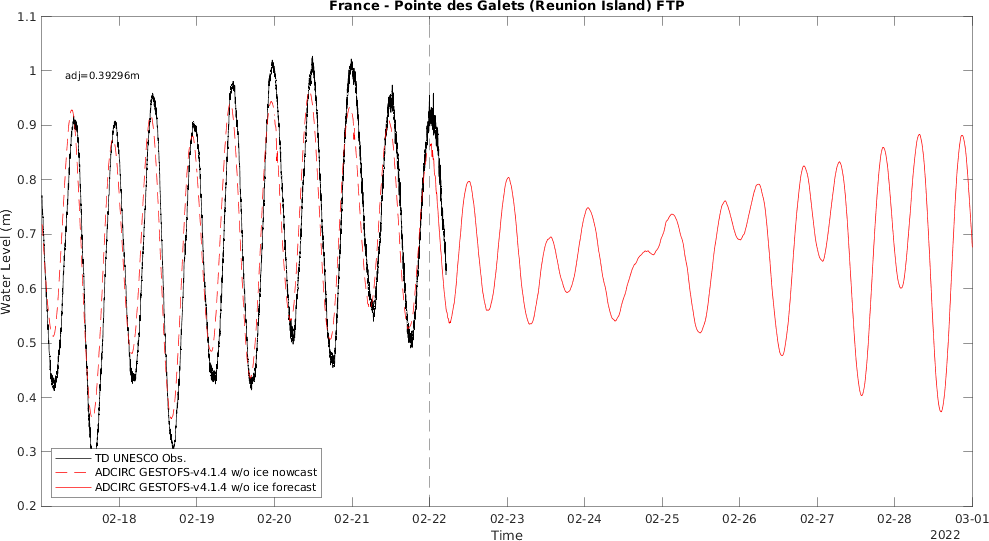 France - Pointe des Galets (Reunion Island) FTP
1.1
1
0.9
0.8
0.7
0.6
0.5
0.4
0.3
0.2
Water Level (m)
adj=0.39296m
TD UNESCO Obs.
ADCIRC GESTOFS-v4.1.4 w/o ice nowcast
ADCIRC GESTOFS-v4.1.4 w/o ice forecast
02-18 02-19 02-20 02-21 02-22 02-23 02-24 02-25 02-26 02-27 02-28 03-01
Time
2022